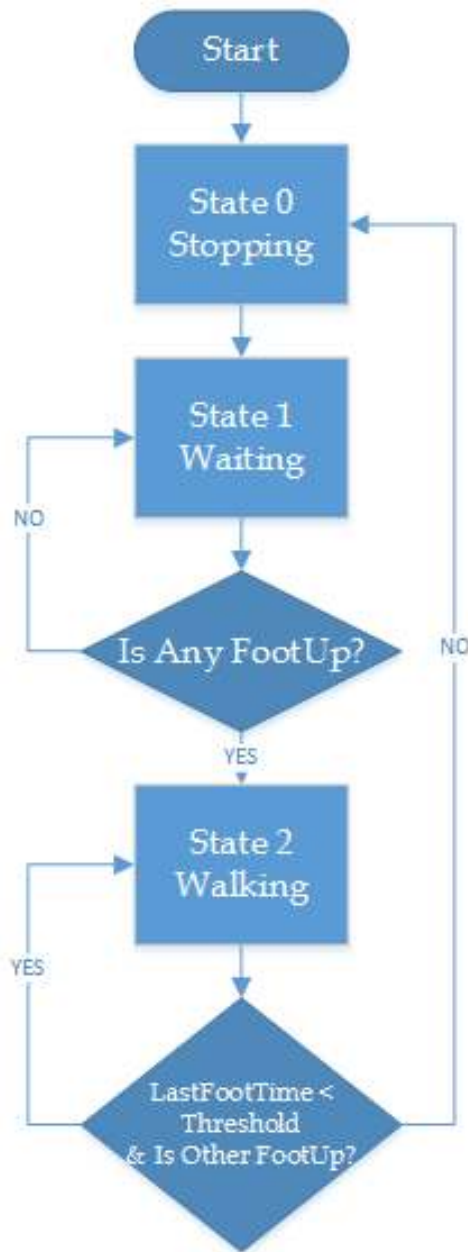 Start
State 0
Stopping
State 1
Waiting
NO
Is Any FootUp?
NO
YES
State 2
Walking
YES
LastFootTime <
Threshold
& Is Other FootUp?